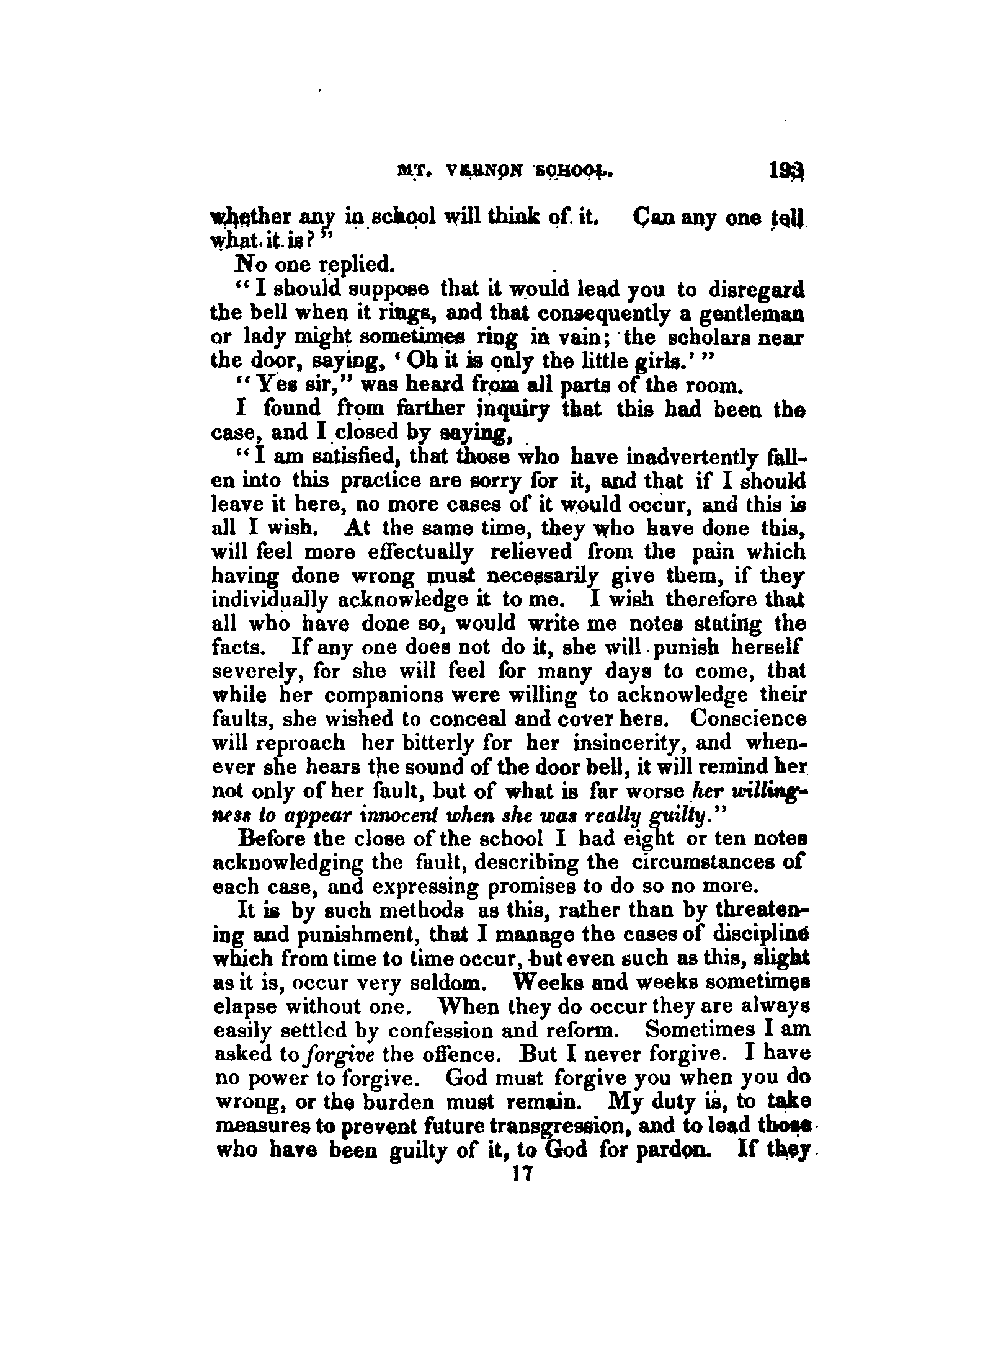 MT. VERNON SCHOOL. 193
whether any in school will think of it. Can any one tell
what it is?"
No one replied.
"I should suppose that it would lead you to disregard
the bell when it rings, and that consequently a gentleman
or lady might sometimes ring in vain; the scholars near
the door, saying, 'Oh it is only the little girls.'"
"Yes sir," was heard from all parts of the room.
I found from farther inquiry that this had been the
case, and I closed by saying,
"I am satisfied, that those who have inadvertently fall-
en into this practice are sorry for it, and that if I should
leave it here, no more cases of it would occur, and this is
all I wish. At the same time, they who have done this,
will feel more effectually relieved from the pain which
having done wrong must necessarily give them, if they
individually acknowledge it to me. I wish therefore that
all who have done so, would write me notes stating the
facts. If any one does not do it, she will punish herself
severely, for she will feel for many days to come, that
while her companions were willing to acknowledge their
faults, she wished to conceal and cover hers. Conscience
will reproach her bitterly for her insincerity, and when-
ever she hears the sound of the door bell, it will remind her
not only of her fault, but of what is far worse her willing-
ness to appear innocent when she was really guilty."
Before the close of the school I had eight or ten notes
acknowledging the fault, describing the circumstances of
each case, and expressing promises to do so no more.
It is by such methods as this, rather than by threaten-
ing and punishment, that I manage the cases of discipline
which from time to time occur, but even such as this, slight
as it is, occur very seldom. Weeks and weeks sometimes
elapse without one. When they do occur they are always
easily settled by confession and reform. Sometimes I am
asked to forgive the offence. But I never forgive. I have
no power to forgive. God must forgive you when you do
wrong, or the burden must remain. My duty is, to take
measures to prevent future transgression, and to lead those
who have been guilty of it, to God for pardon. If they
17